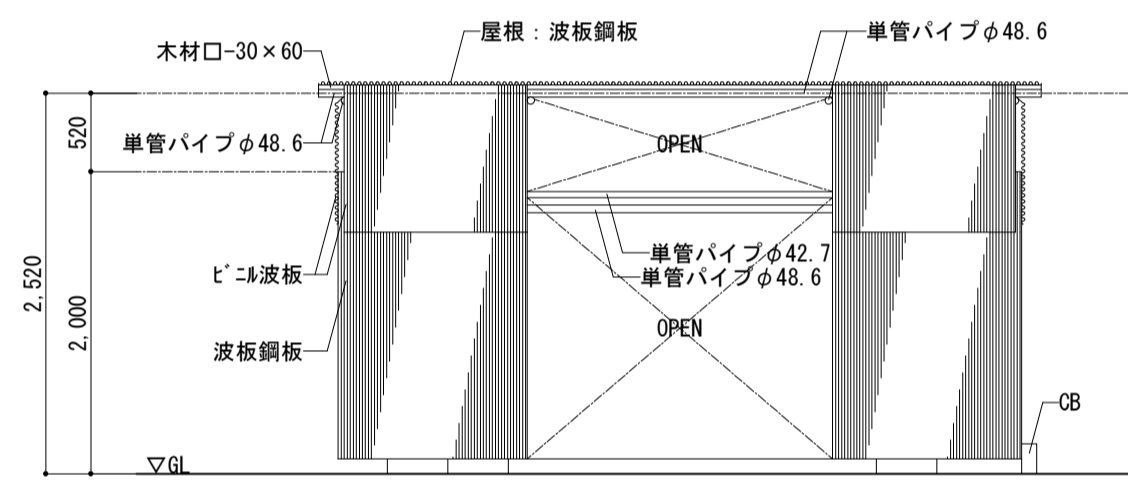 屋根：波板鋼板
単管パイプφ48.6
木材口-30×60
520
単管パイプφ48.6
OPEN
単管パイプφ42.7
単管パイプφ48.6
ﾋﾞﾆﾙ波板
2,520
2,000
OPEN
波板鋼板
CB
▽GL